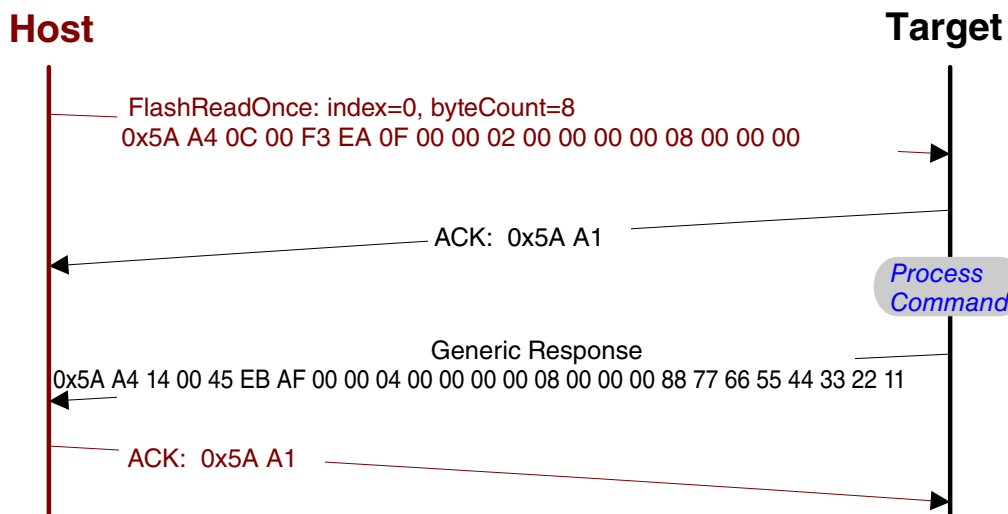 Host
Target
FlashReadOnce: index=0, byteCount=8
0x5A A4 0C 00 F3 EA 0F 00 00 02 00 00 00 00 08 00 00 00
ACK: 0x5A A1
Process
Command
Generic Response
0x5A A4 14 00 45 EB AF 00 00 04 00 00 00 00 08 00 00 00 88 77 66 55 44 33 22 11
ACK: 0x5A A1